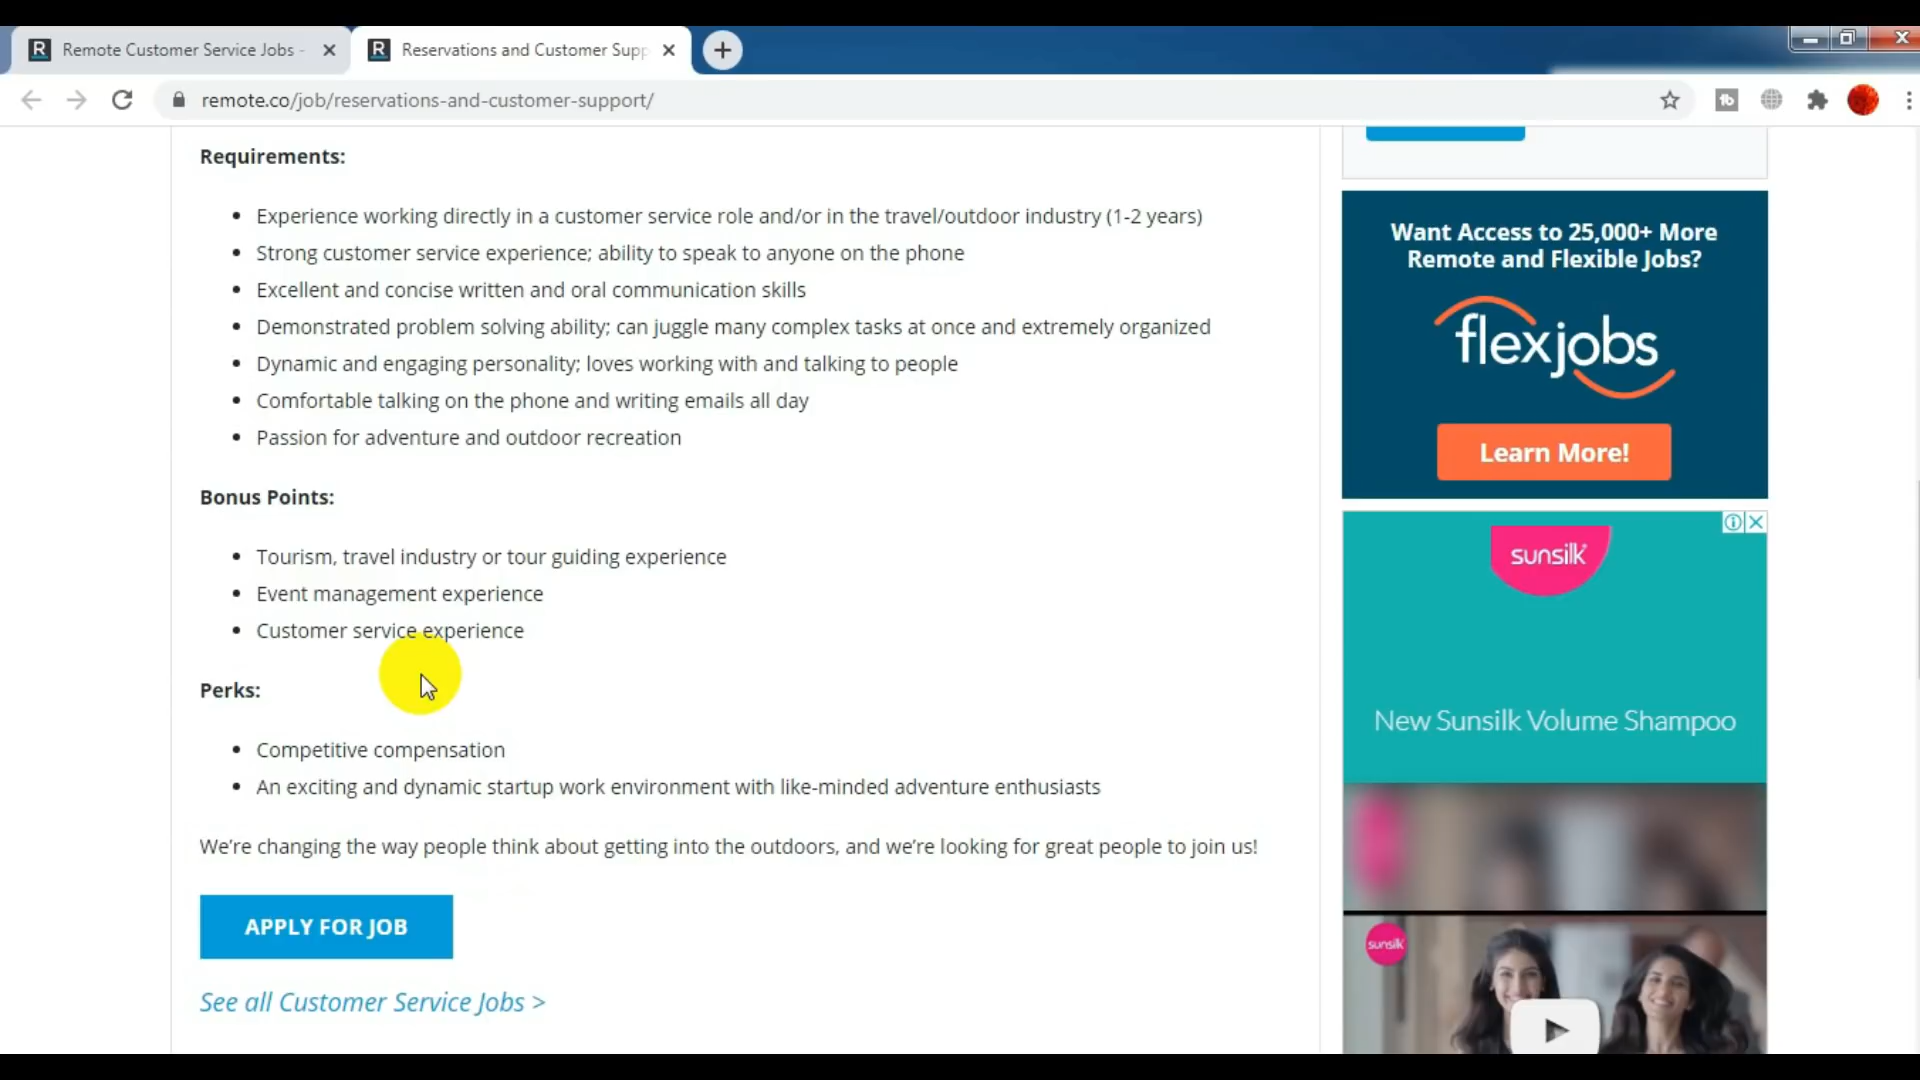 Remote Customer Service Jobs -
Reservations and Customer Supp
remote.co/job/reservations-and-customer-support/
Requirements:
Experience working directly in a customer service role and/or in the travel/outdoor industry (1-2 years)
Strong customer service experience; ability to speak to anyone on the phone
Excellent and concise written and oral communication skills
Demonstrated problem solving ability; can juggle many complex tasks at once and extremely organized
Dynamic and engaging personality; loves working with and talking to people
Comfortable talking on the phone and writing emails all day
Passion for adventure and outdoor recreation
Bonus Points:
Tourism, travel industry or tour guiding experience
Event management experience
Customer service experience
Perks:
Competitive compensation
An exciting and dynamic startup work environment with like-minded adventure enthusiasts
We’re changing the way people think about getting into the outdoors, and we’re looking for great people to join us!
APPLY FOR JOB
See all Customer Service Jobs >
Want Access to 25,000+ More
Remote and Flexible Jobs?
flexjobs
Learn More!
sunsilk
New Sunsilk Volume Shampoo
sunsilk